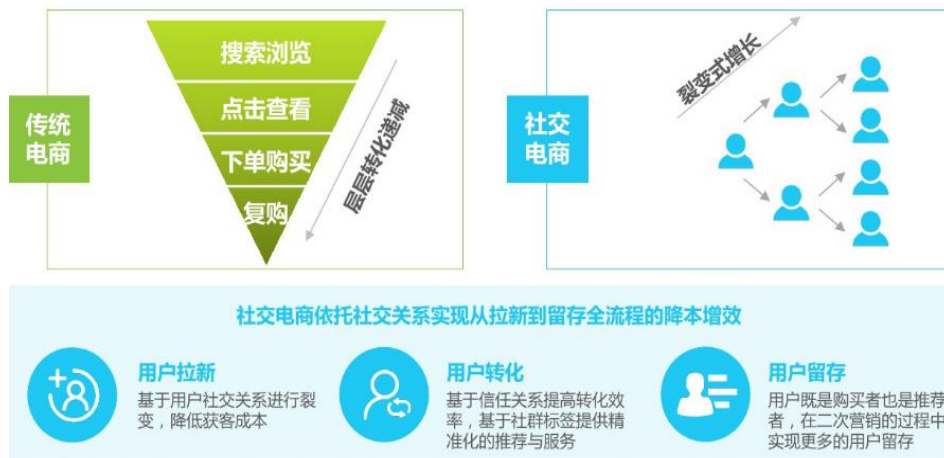 传统
电商
搜索浏览
点击查看
下单购买
复购
层层转化递减
社交
电商
裂变式增长
社交电商依托社交关系实现从拉新到留存全流程的降本增效
用户拉新
基于用户社交关系进行裂
变，降低获客成本
用户转化
基于信任关系提高转化效
率，基于社群标签提供精
准化的推荐与服务
用户留存
用户既是购买者也是推荐
者，在二次营销的过程中
实现更多的用户留存